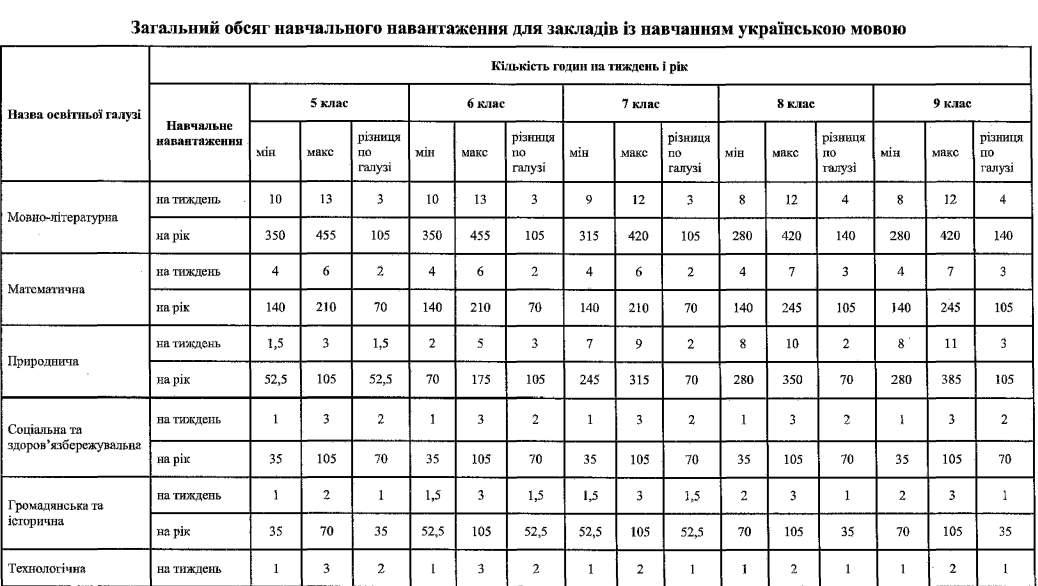 Загальний обсяг навчального навантаження для закладів із навчанням українською мовою
Назва освітньої галузі
Навчальне навантаження
Кількість годин на тиждень і рік
5 клас 6 клас 7 клас 8 клас 9 клас
мін макс різниця по галузі мін макс різниця по галузі мін макс різниця по галузі мін макс різниця по галузі мін макс різниця по галузі
Мовно-літературна
на тиждень 10 13 3 10 13 3 9 12 3 8 12 4 8 12 4
на рік 350 455 105 350 455 105 315 420 105 280 420 140 280 420 140
Математична
на тиждень 4 6 2 4 6 2 4 6 2 4 7 3 4 7 3
на рік 140 210 70 140 210 70 140 210 70 140 245 105 140 245 105
Природнича
на тиждень 1,5 3 1,5 2 5 3 7 9 2 8 10 2 8 11 3
на рік 52,5 105 52,5 70 175 105 245 315 70 280 350 70 280 385 105
Соціальна та здоров’язбережувальна
на тиждень 1 3 2 1 3 2 1 3 2 1 3 2 1 3 2
на рік 35 105 70 35 105 70 35 105 70 35 105 70 35 105 70
Громадянська та історична
на тиждень 1 2 1 1,5 3 1,5 1,5 3 1,5 2 3 1 2 3 1
на рік 35 70 35 52,5 105 52,5 52,5 105 52,5 70 105 35 70 105 35
Технологічна
на тиждень 1 3 2 1 3 2 1 2 1 1 2 1 1 2 1